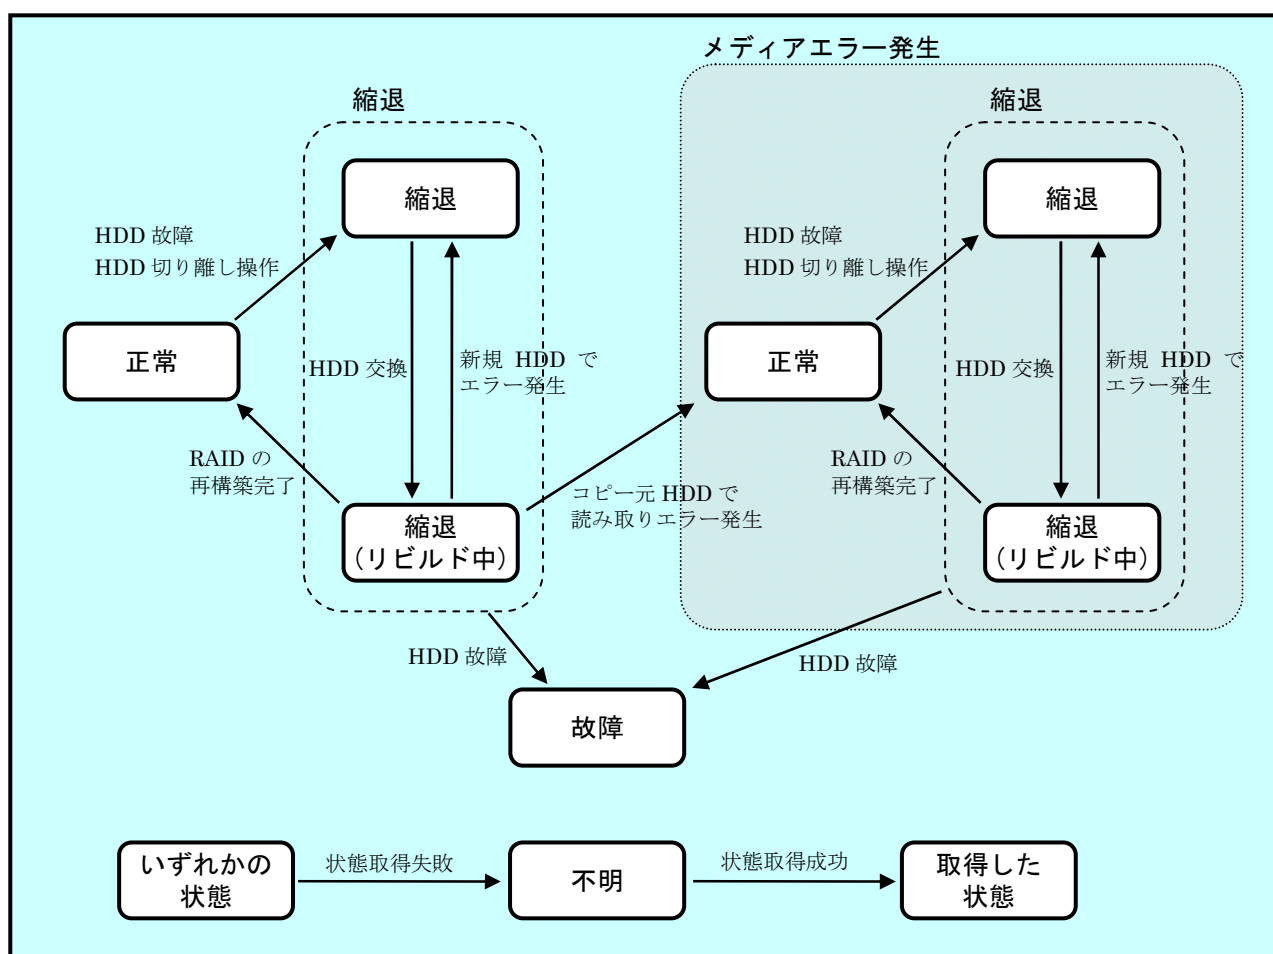 メディアエラー発生
縮退
縮退
縮退
縮退
HDD 故障
HDD 切り離し操作
HDD 故障
HDD 切り離し操作
正常
HDD 交換
新規 HDD で
エラー発生
正常
HDD 交換
新規 HDD で
エラー発生
RAID の
再構築完了
RAID の
再構築完了
コピー元 HDD で
読み取りエラー発生
縮退
(リビルド中)
縮退
(リビルド中)
HDD 故障
HDD 故障
故障
いずれかの
状態
状態取得失敗
不明
状態取得成功
取得した
状態